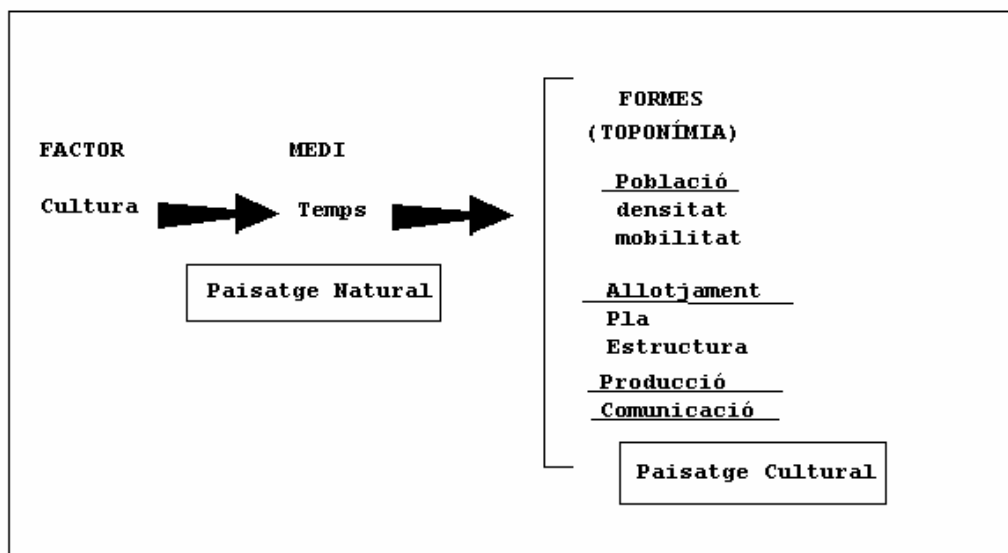 FACTOR
Cultura
MEDI
Temps
Paisatge Natural
FORMES
(TOPONÍMIA)
Població
densitat
mobilitat
Allotjament
Pla
Estructura
Producció
Comunicació
Paisatge Cultural